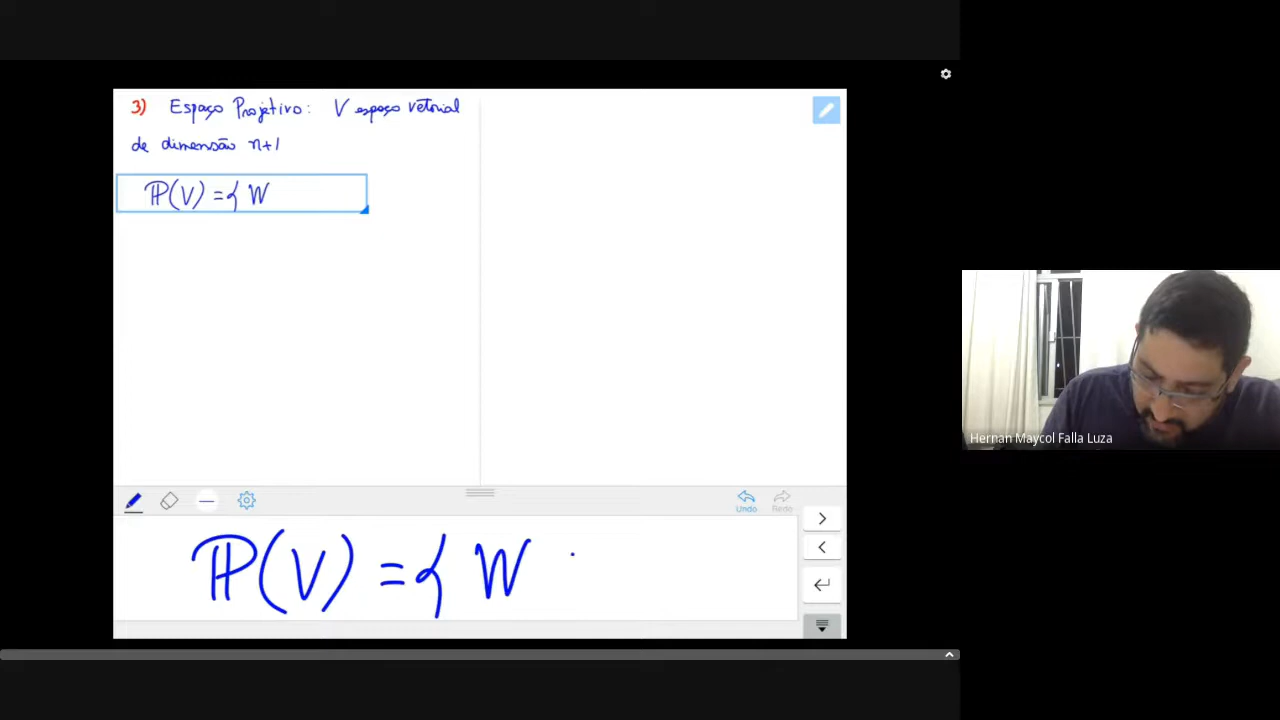 3) Espaço Projetivo: V espaço vetorial
de dimensão n+1
ℙ(V) = { W
Undo
Redo
ℙ(V) = { W
Hernan Maycol Falla Luza